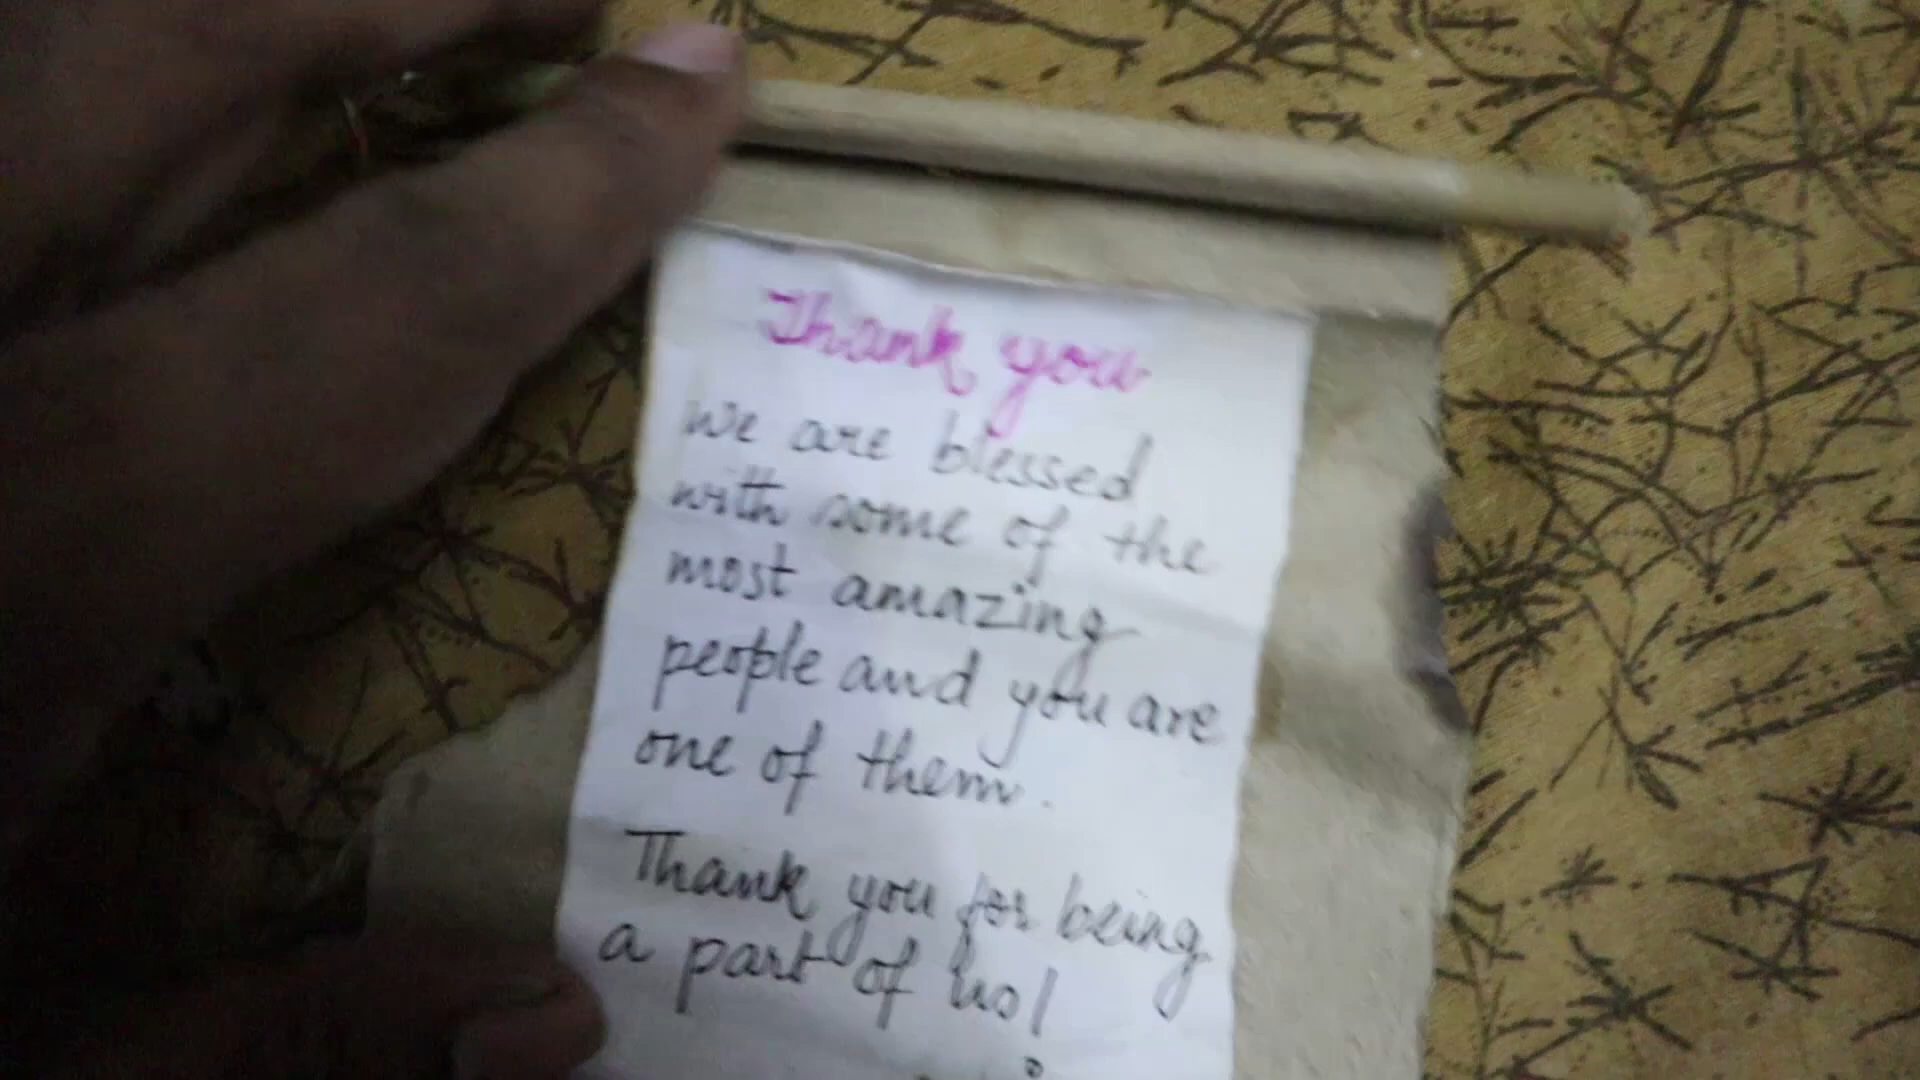 Thank you
We are blessed
with some of the
most amazing
people and you are
one of them.
Thank you for being
a part of us!